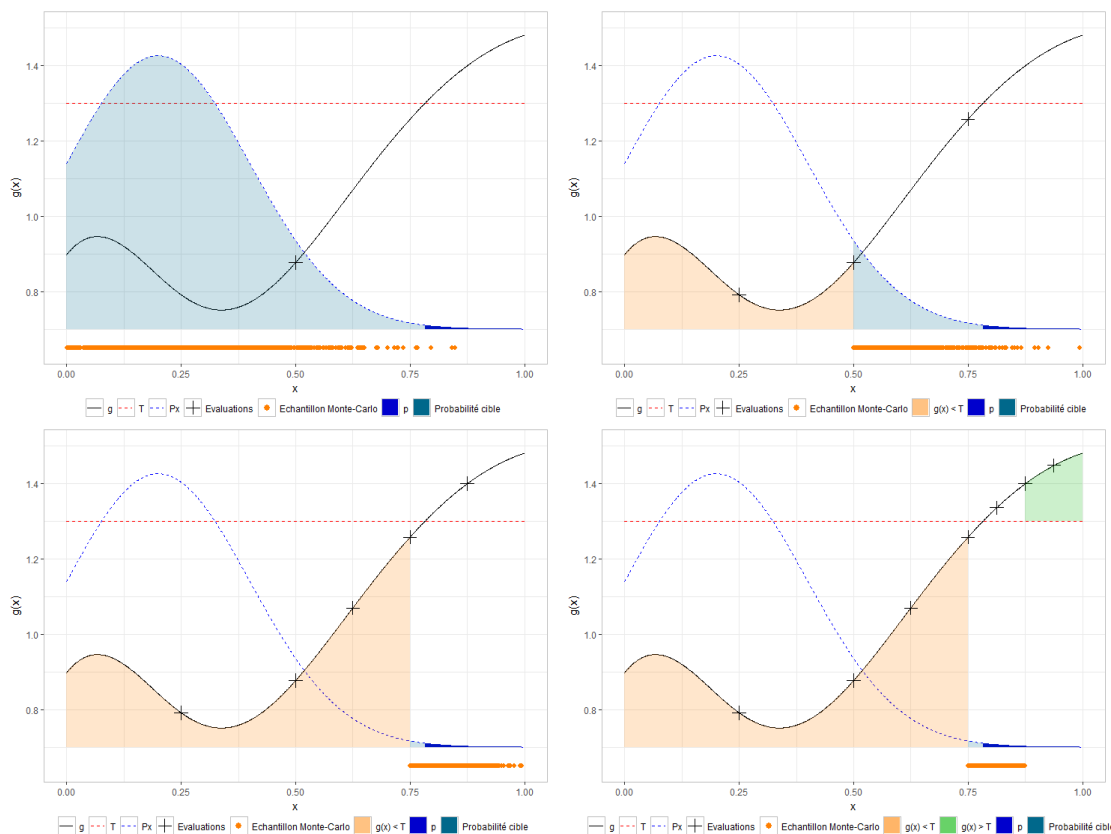 1.4
1.2
1.0
0.8
g(x)
0.00 0.25 0.50 0.75 1.00
x
g T Px Evaluations Echantillon Monte-Carlo p Probabilité cible
1.4
1.2
1.0
0.8
g(x)
0.00 0.25 0.50 0.75 1.00
x
g T Px Evaluations Echantillon Monte-Carlo g(x) < T p Probabilité cible
1.4
1.2
1.0
0.8
g(x)
0.00 0.25 0.50 0.75 1.00
x
g T Px Evaluations Echantillon Monte-Carlo g(x) < T p Probabilité cible
1.4
1.2
1.0
0.8
g(x)
0.00 0.25 0.50 0.75 1.00
x
g T Px Evaluations Echantillon Monte-Carlo g(x) < T g(x) > T p Probabilité cible